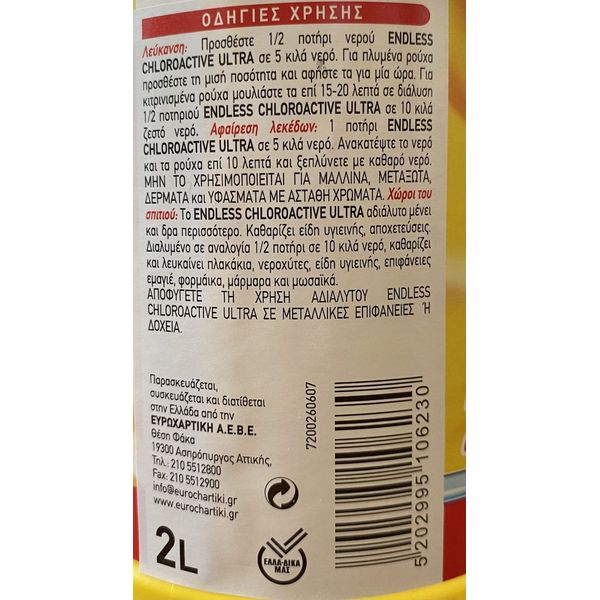 ΟΔΗΓΙΕΣ ΧΡΗΣΗΣ
Λεύκανση: Προσθέστε 1/2 ποτήρι νερού ENDLESS
CHLOROACTIVE ULTRA σε 5 κιλά νερό. Για πλυμένα ρούχα
προσθέστε τη μισή ποσότητα και αφήστε τα για μία ώρα. Για
κιτρινισμένα ρούχα μουλιάστε τα επί 15-20 λεπτά σε διάλυση
1/2 ποτηριού ENDLESS CHLOROACTIVE ULTRA σε 10 κιλά
ζεστό νερό. Αφαίρεση λεκέδων: 1 ποτήρι ENDLESS
CHLOROACTIVE ULTRA σε 5 κιλά νερό. Ανακατέψτε το νερό
και τα ρούχα επί 10 λεπτά και ξεπλύνετε με καθαρό νερό.
ΜΗΝ ΤΟ ΧΡΗΣΙΜΟΠΟΙΕΙΤΑΙ ΓΙΑ ΜΑΛΛΙΝΑ, ΜΕΤΑΞΩΤΑ,
ΔΕΡΜΑΤΑ και ΥΦΑΣΜΑΤΑ ΜΕ ΑΣΤΑΘΗ ΧΡΩΜΑΤΑ. Χώροι του
σπιτιού: Το ENDLESS CHLOROACTIVE ULTRA αδιάλυτο μένει
και δρα περισσότερο. Καθαρίζει είδη υγιεινής, αποχετεύσεις.
Διαλυμένο σε αναλογία 1/2 ποτήρι σε 10 κιλά νερό, καθαρίζει
και λευκαίνει πλακάκια, νεροχύτες, είδη υγιεινής, επιφάνειες
εμαγιέ, φορμάικα, μάρμαρα και μωσαϊκά.
ΑΠΟΦΥΓΕΤΕ ΤΗ ΧΡΗΣΗ ΑΔΙΑΛΥΤΟΥ ENDLESS
CHLOROACTIVE ULTRA ΣΕ ΜΕΤΑΛΛΙΚΕΣ ΕΠΙΦΑΝΕΙΕΣ Ή
ΔΟΧΕΙΑ.
Παρασκευάζεται,
συσκευάζεται και διατίθεται
στην Ελλάδα από την
ΕΥΡΩΧΑΡΤΙΚΗ Α.Ε.Β.Ε.
Θέση Φάκα
19300 Ασπρόπυργος Αττικής,
Τηλ.: 210 5512800
Fax: 210 5512900
info@eurochartiki.gr
www.eurochartiki.gr
2L
7200260607
ΕΛΛΑ-ΔΙΚΑ
ΜΑΣ
5202995106230